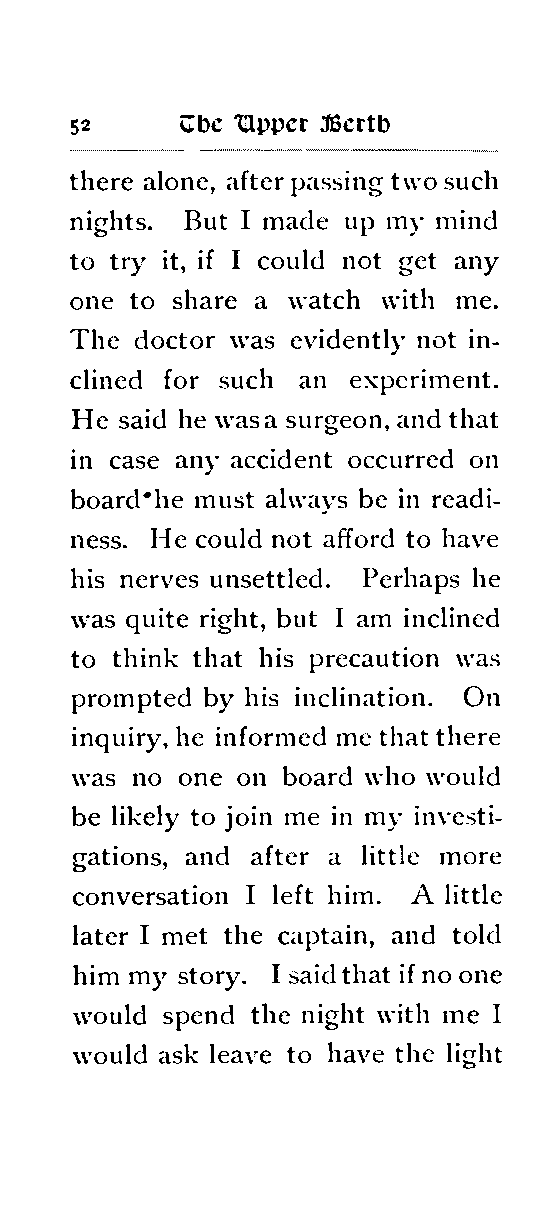 52 The Upper Berth
there alone, after passing two such
nights. But I made up my mind
to try it, if I could not get any
one to share a watch with me.
The doctor was evidently not in-
clined for such an experiment.
He said he was a surgeon, and that
in case any accident occurred on
board he must always be in readi-
ness. He could not afford to have
his nerves unsettled. Perhaps he
was quite right, but I am inclined
to think that his precaution was
prompted by his inclination. On
inquiry, he informed me that there
was no one on board who would
be likely to join me in my investi-
gations, and after a little more
conversation I left him. A little
later I met the captain, and told
him my story. I said that if no one
would spend the night with me I
would ask leave to have the light